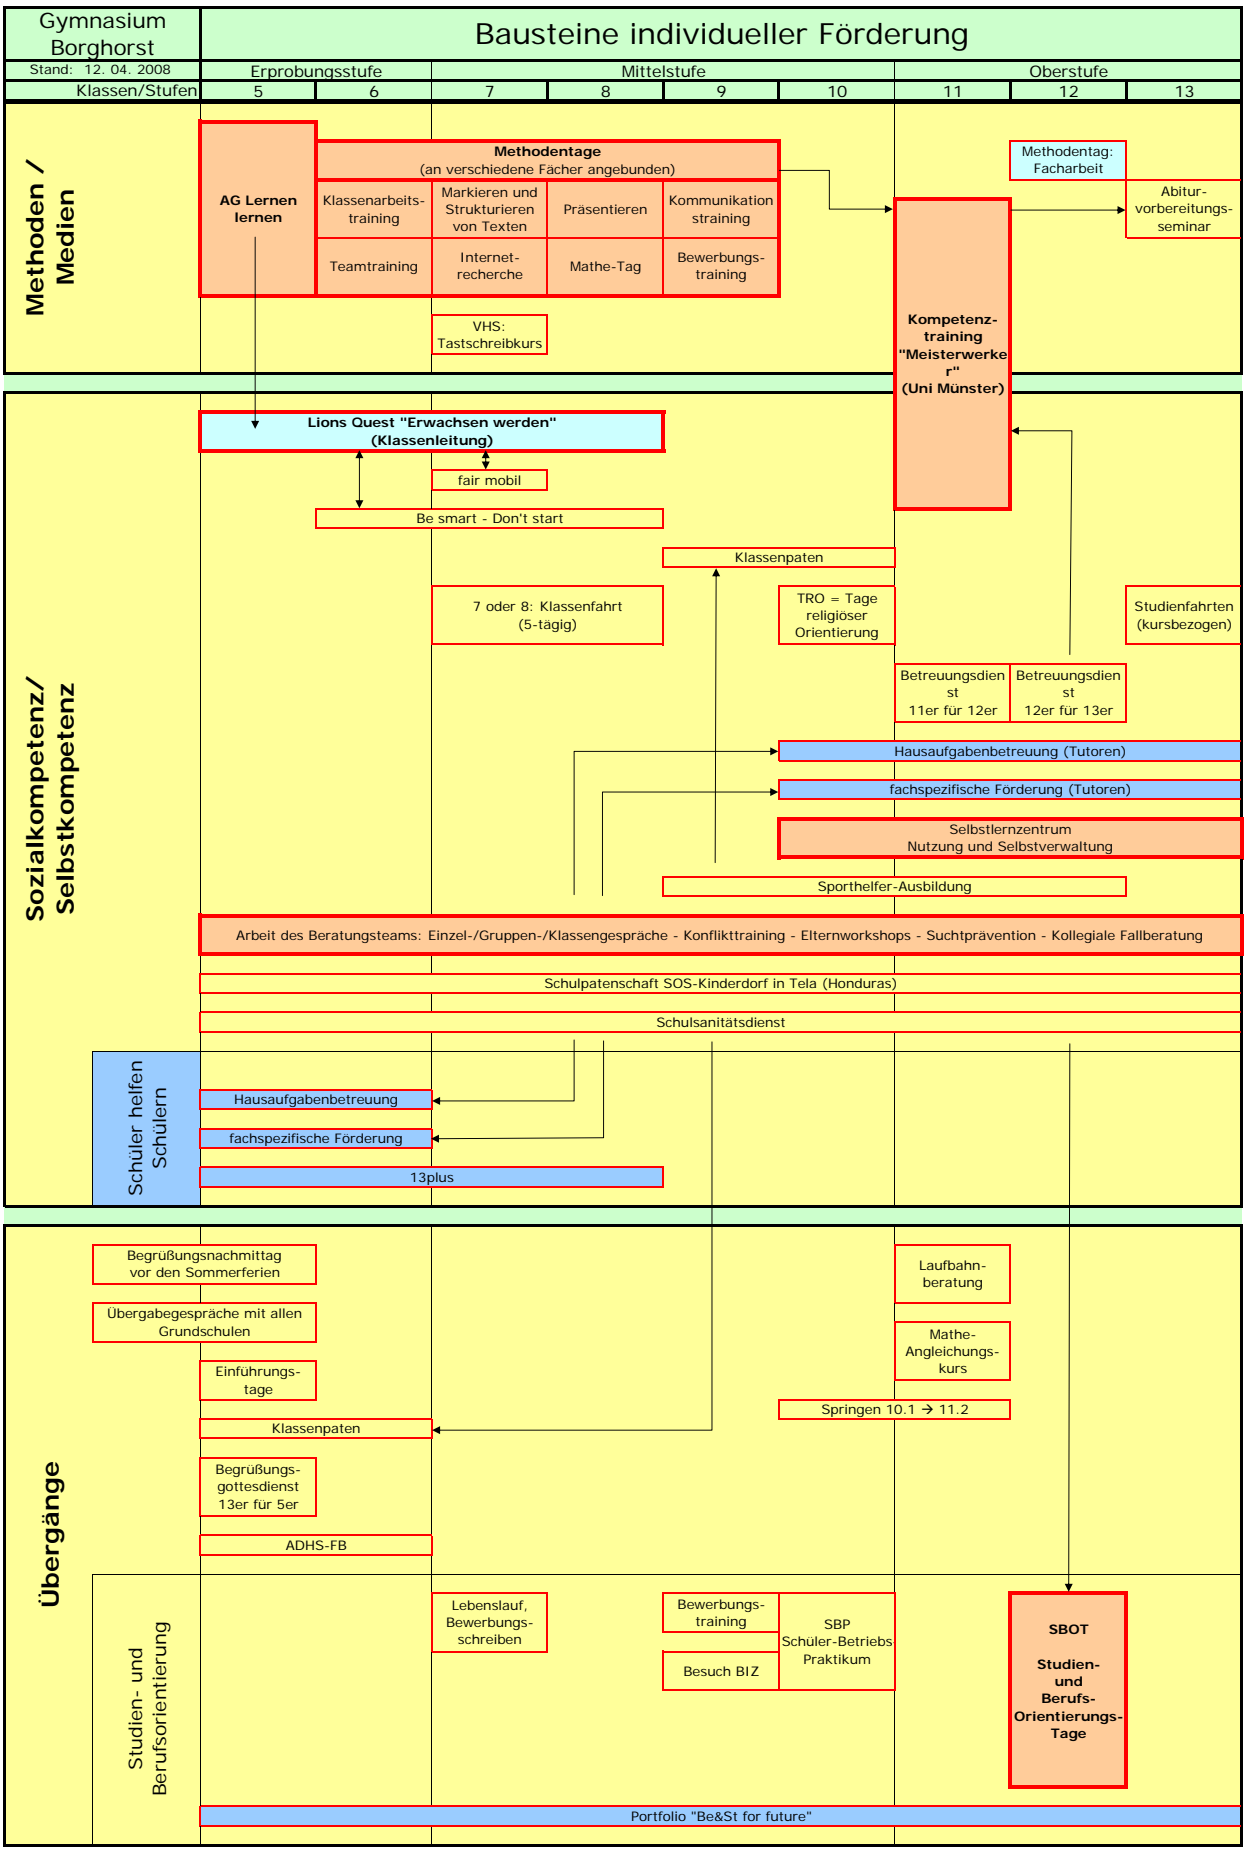 Gymnasium
Borghorst
Bausteine individueller Förderung
Stand: 12. 04. 2008
Erprobungsstufe
Mittelstufe
Oberstufe
Klassen/Stufen
5
6
7
8
9
10
11
12
13
Methoden /
Medien
AG Lernen
lernen
Methodentage
(an verschiedene Fächer angebunden)
Klassenarbeits-
training
Markieren und
Strukturieren
von Texten
Präsentieren
Kommunikation
straining
Teamtraining
Internet-
recherche
Mathe-Tag
Bewerbungs-
training
VHS:
Tastschreibkurs
Methodentag:
Facharbeit
Abitur-
vorbereitungs-
seminar
Kompetenz-
training
"Meisterwerke
r"
(Uni Münster)
Sozialkompetenz/
Selbstkompetenz
Lions Quest "Erwachsen werden"
(Klassenleitung)
fair mobil
Be smart - Don't start
Klassenpaten
7 oder 8: Klassenfahrt
(5-tägig)
TRO = Tage
religiöser
Orientierung
Studienfahrten
(kursbezogen)
Betreuungsdien
st
11er für 12er
Betreuungsdien
st
12er für 13er
Hausaufgabenbetreuung (Tutoren)
fachspezifische Förderung (Tutoren)
Selbstlernzentrum
Nutzung und Selbstverwaltung
Sporthelfer-Ausbildung
Arbeit des Beratungsteams: Einzel-/Gruppen-/Klassengespräche - Konflikttraining - Elternworkshops - Suchtprävention - Kollegiale Fallberatung
Schulpatenschaft SOS-Kinderdorf in Tela (Honduras)
Schulsanitätsdienst
Schüler helfen
Schülern
Hausaufgabenbetreuung
fachspezifische Förderung
13plus
Übergänge
Begrüßungsnachmittag
vor den Sommerferien
Übergabegespräche mit allen
Grundschulen
Einführungs-
tage
Klassenpaten
Begrüßungs-
gottesdienst
13er für 5er
ADHS-FB
Laufbahn-
beratung
Mathe-
Angleichungs-
kurs
Springen 10.1 → 11.2
Studien- und
Berufsorientierung
Lebenslauf,
Bewerbungs-
schreiben
Bewerbungs-
training
Besuch BIZ
SBP
Schüler-Betriebs-
Praktikum
SBOT
Studien-
und
Berufs-
Orientierungs-
Tage
Portfolio "Be&St for future"